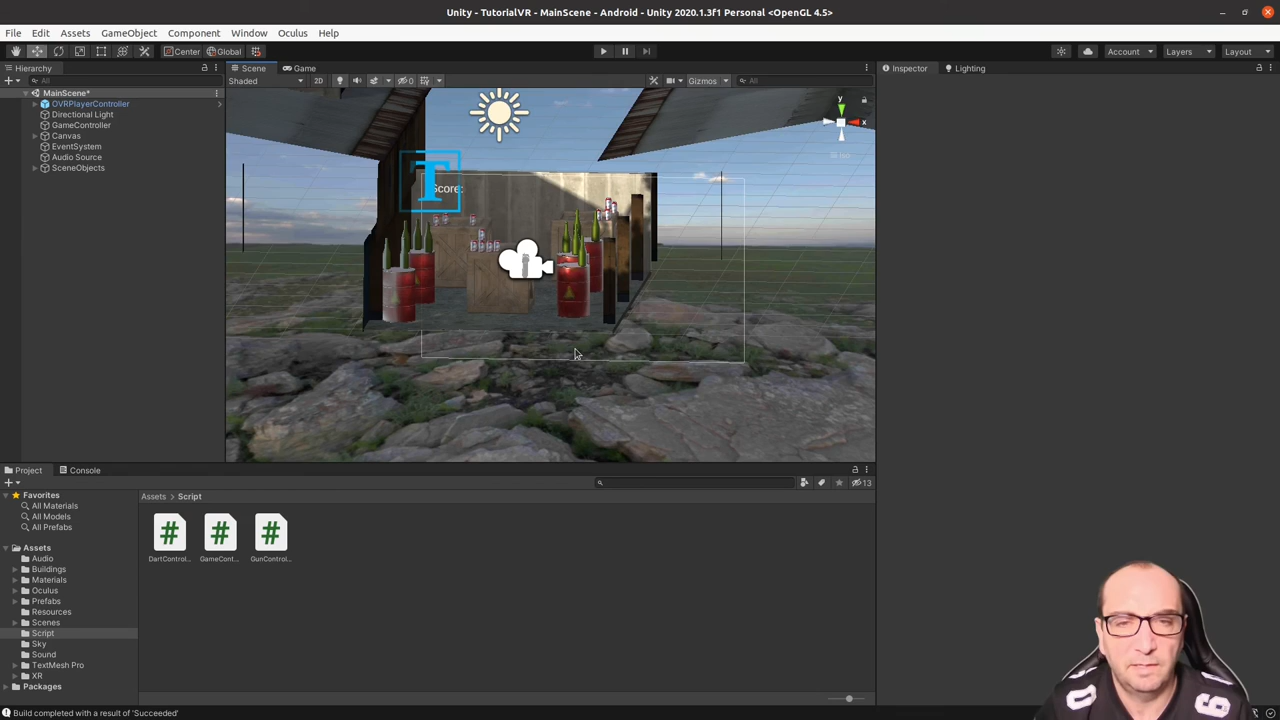 Unity - TutorialVR - MainScene - Android - Unity 2020.1.3f1 Personal <OpenGL 4.5>
File Edit Assets GameObject Component Window Oculus Help
Center Global Account Layers Layout
Hierarchy Scene Game Inspector Lighting
All Shaded 2D 0 Gizmos All
MainScene*
OVRPlayerController
Directional Light
GameController
Canvas
EventSystem
Audio Source
SceneObjects
y
x
T
Score:
Project Console
13
Favorites
All Materials
All Models
All Prefabs
Assets
Audio
Buildings
Materials
Oculus
Prefabs
Resources
Scenes
Script
Sky
Sound
TextMesh Pro
XR
Packages
Assets > Script
# # #
DartControl... GameCont... GunControl...
Build completed with a result of 'Succeeded'